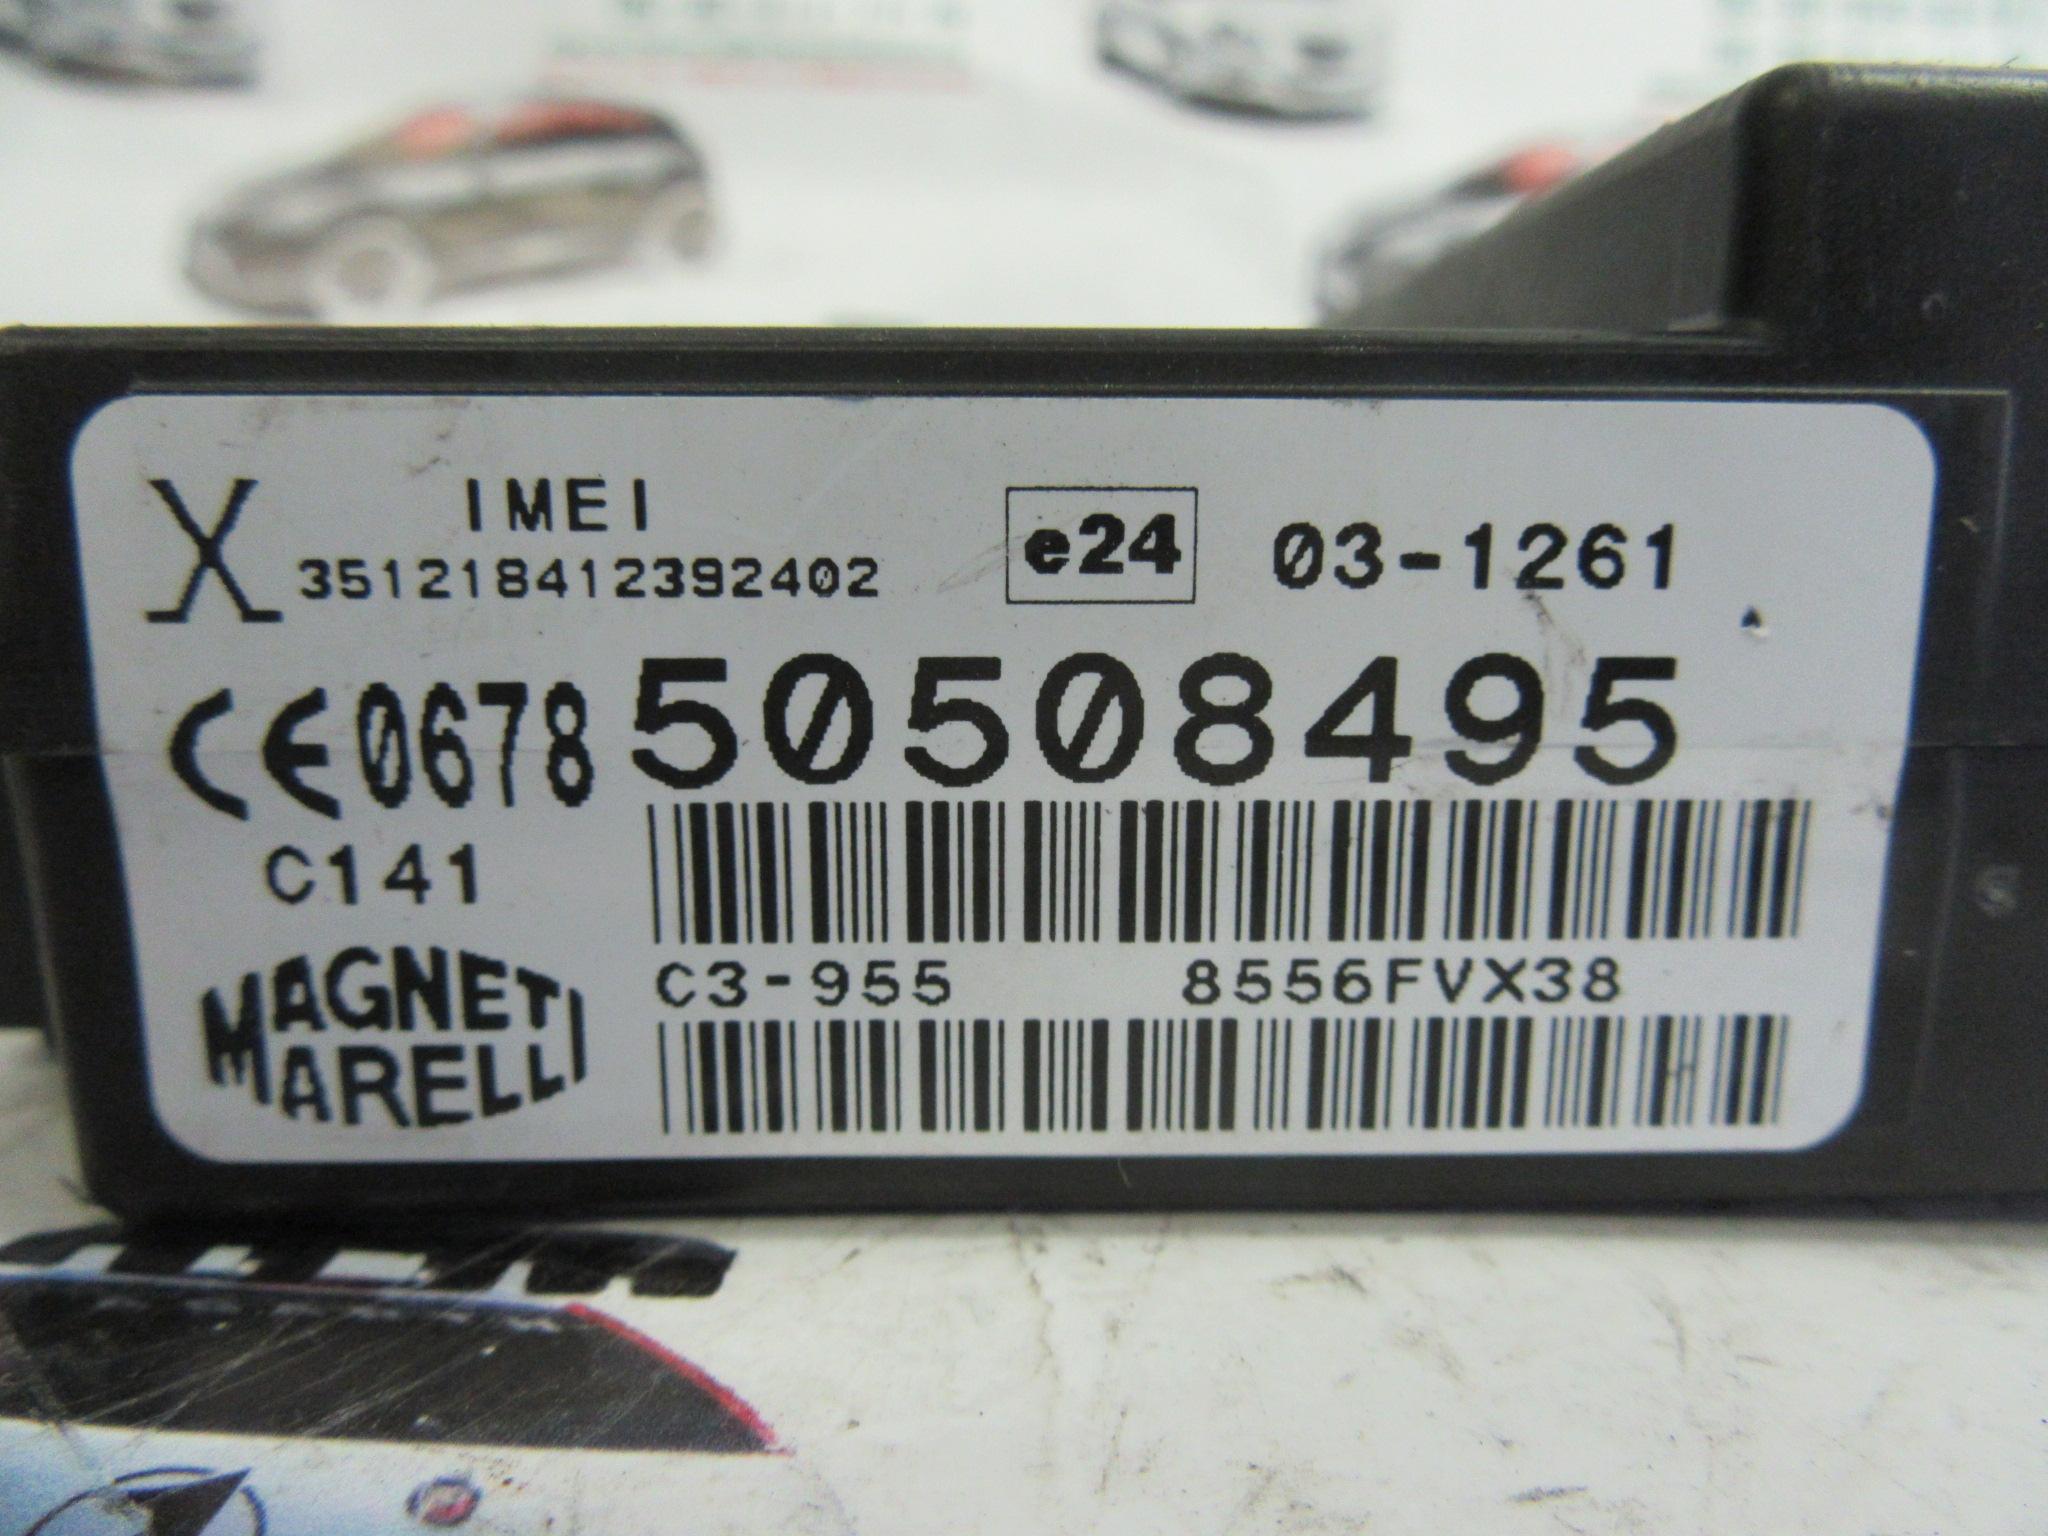 X IMEI
351218412392402
e24 03-1261
CE0678 50508495
C141
C3-955 8556FVX38
MAGNETI
MARELLI